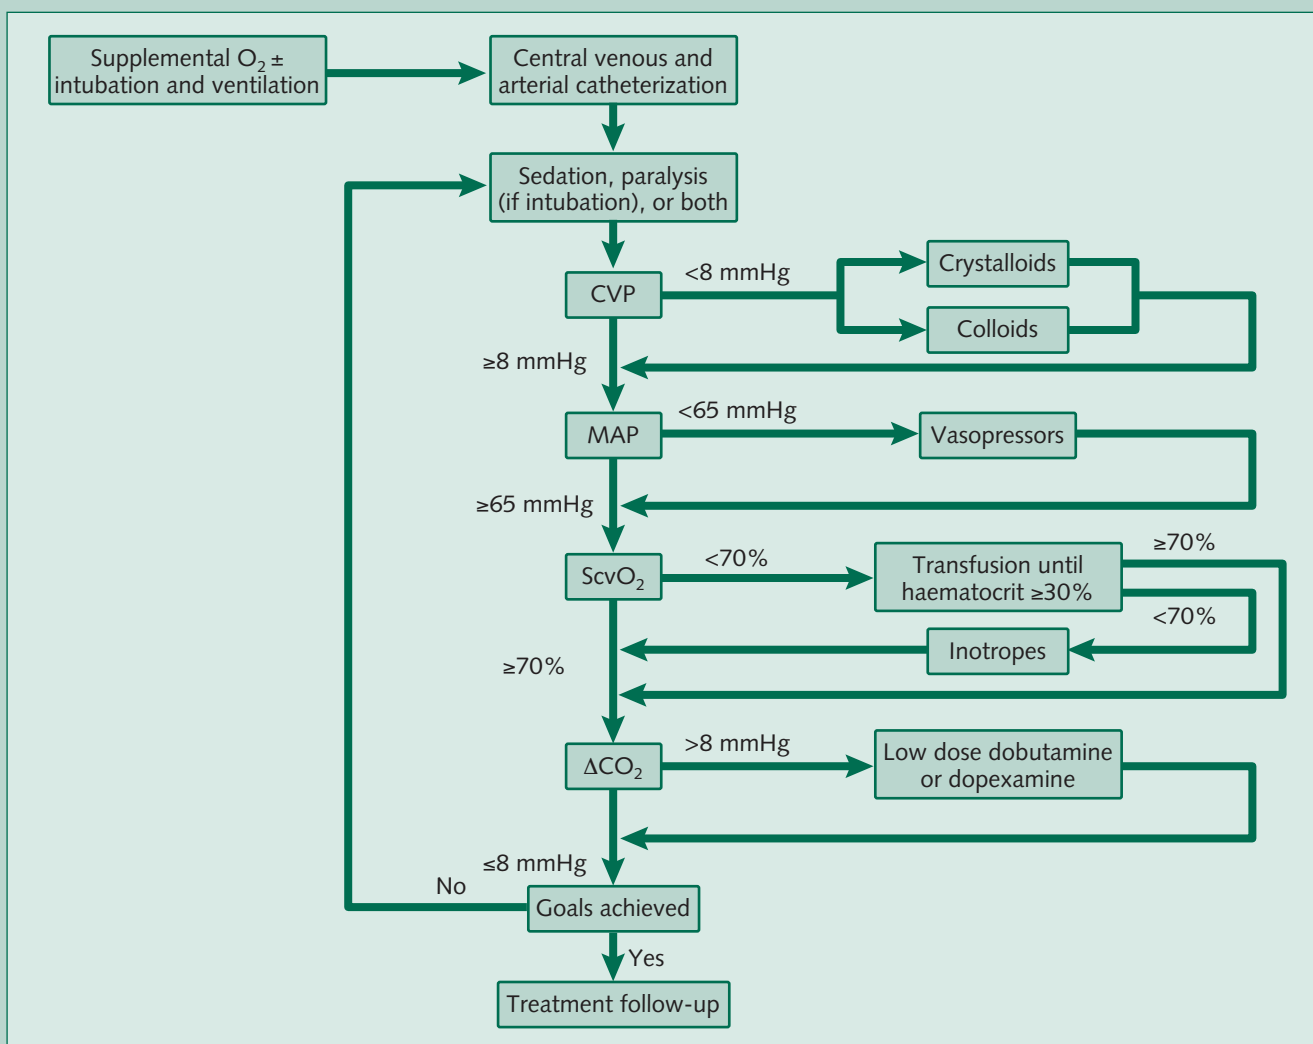 Supplemental O₂ ±
intubation and ventilation
Central venous and
arterial catheterization
Sedation, paralysis
(if intubation), or both
CVP
<8 mmHg
Crystalloids
Colloids
≥8 mmHg
MAP
<65 mmHg
Vasopressors
≥65 mmHg
ScvO₂
<70%
Transfusion until
haematocrit ≥30%
≥70%
<70%
Inotropes
≥70%
ΔCO₂
>8 mmHg
Low dose dobutamine
or dopexamine
≤8 mmHg
No
Goals achieved
Yes
Treatment follow-up